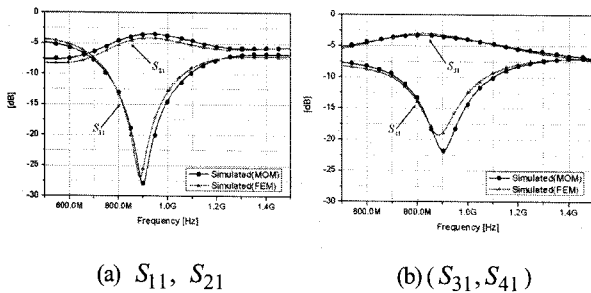 0
-5
-10
-15
-20
-25
-30
[dB]
S21
S11
Simulated(MOM)
Simulated(FEM)
600.0M 800.0M 1.0G 1.2G 1.4G
Frequency [Hz]
(a) S11, S21
0
-5
-10
-15
-20
-25
-30
[dB]
S31
Simulated(MOM)
Simulated(FEM)
600.0M 800.0M 1.0G 1.2G 1.4G
Frequency [Hz]
(b) (S31, S41)